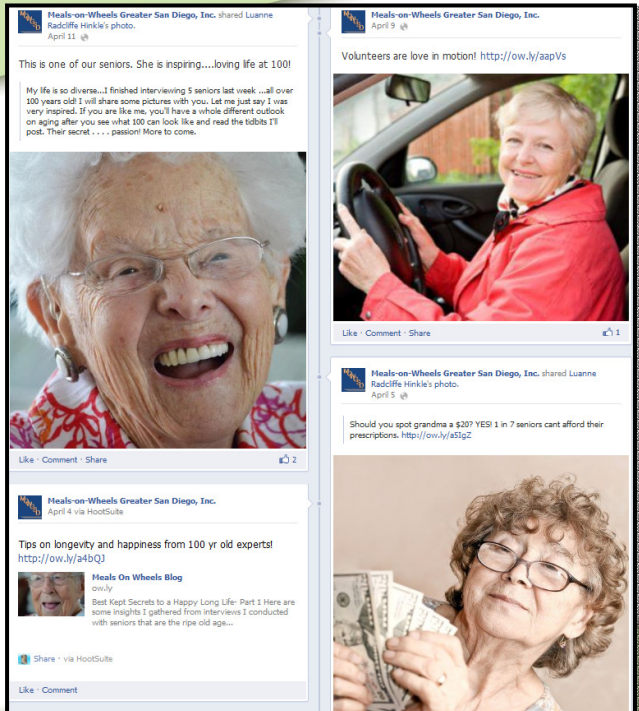 Meals-on-Wheels Greater San Diego, Inc. shared Luanne
Radcliffe Hinkle's photo.
April 11
This is one of our seniors. She is inspiring....loving life at 100!
My life is so diverse...I finished interviewing 5 seniors last week ...all over
100 years old! I will share some pictures with you. Let me just say I was
very inspired. If you are like me, you'll have a whole different outlook
on aging after you see what 100 can look like and read the tidbits I'll
post. Their secret . . . . passion! More to come.
Like · Comment · Share
2
Meals-on-Wheels Greater San Diego, Inc.
April 4 via HootSuite
Tips on longevity and happiness from 100 yr old experts!
http://ow.ly/a4bQJ
Meals On Wheels Blog
ow.ly
Best Kept Secrets to a Happy Long Life- Part 1 Here are
some insights I gathered from interviews I conducted
with seniors that are the ripe old age...
Share · via HootSuite
Like · Comment
Meals-on-Wheels Greater San Diego, Inc.
April 9
Volunteers are love in motion! http://ow.ly/aapVs
Like · Comment · Share
1
Meals-on-Wheels Greater San Diego, Inc. shared Luanne
Radcliffe Hinkle's photo.
April 5
Should you spot grandma a $20? YES! 1 in 7 seniors cant afford their
prescriptions. http://ow.ly/a5IgZ